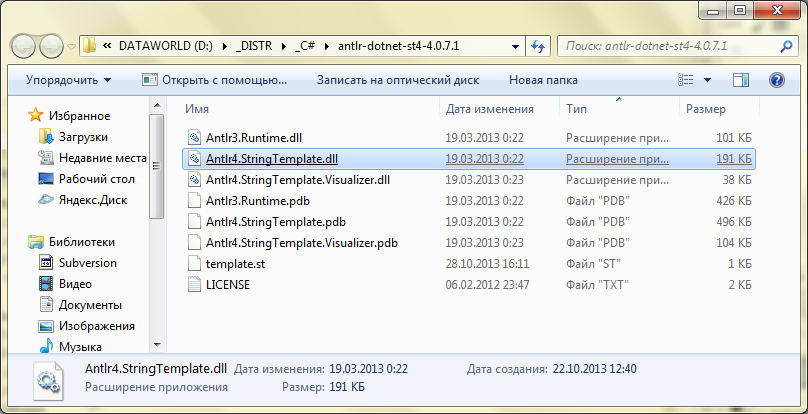 DATAWORLD (D:) _DISTR _C# antlr-dotnet-st4-4.0.7.1 Поиск: antlr-dotnet-st4-4.0.7.1
Упорядочить Открыть с помощью... Записать на оптический диск Новая папка
Избранное
Загрузки
Недавние места
Рабочий стол
Яндекс.Диск
Библиотеки
Subversion
Видео
Документы
Изображения
Музыка
Имя Дата изменения Тип Размер
Antlr3.Runtime.dll 19.03.2013 0:22 Расширение при... 101 КБ
Antlr4.StringTemplate.dll 19.03.2013 0:22 Расширение при... 191 КБ
Antlr4.StringTemplate.Visualizer.dll 19.03.2013 0:23 Расширение при... 38 КБ
Antlr3.Runtime.pdb 19.03.2013 0:22 Файл "PDB" 426 КБ
Antlr4.StringTemplate.pdb 19.03.2013 0:22 Файл "PDB" 496 КБ
Antlr4.StringTemplate.Visualizer.pdb 19.03.2013 0:23 Файл "PDB" 104 КБ
template.st 28.10.2013 16:11 Файл "ST" 1 КБ
LICENSE 06.02.2012 23:47 Файл "TXT" 2 КБ
Antlr4.StringTemplate.dll Дата изменения: 19.03.2013 0:22 Дата создания: 22.10.2013 12:40
Расширение приложения Размер: 191 КБ